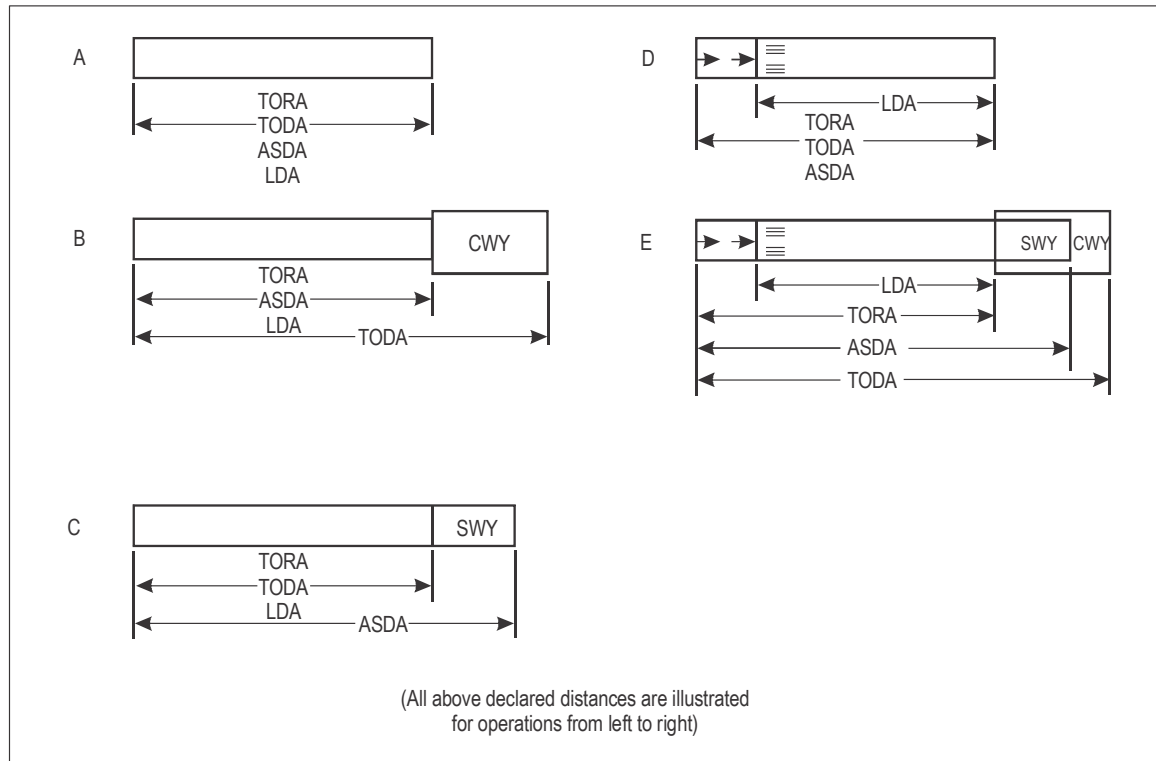 A
TORA
TODA
ASDA
LDA
B
CWY
TORA
ASDA
LDA
TODA
C
SWY
TORA
TODA
LDA
ASDA
D
LDA
TORA
TODA
ASDA
E
SWY CWY
LDA
TORA
ASDA
TODA
(All above declared distances are illustrated
for operations from left to right)